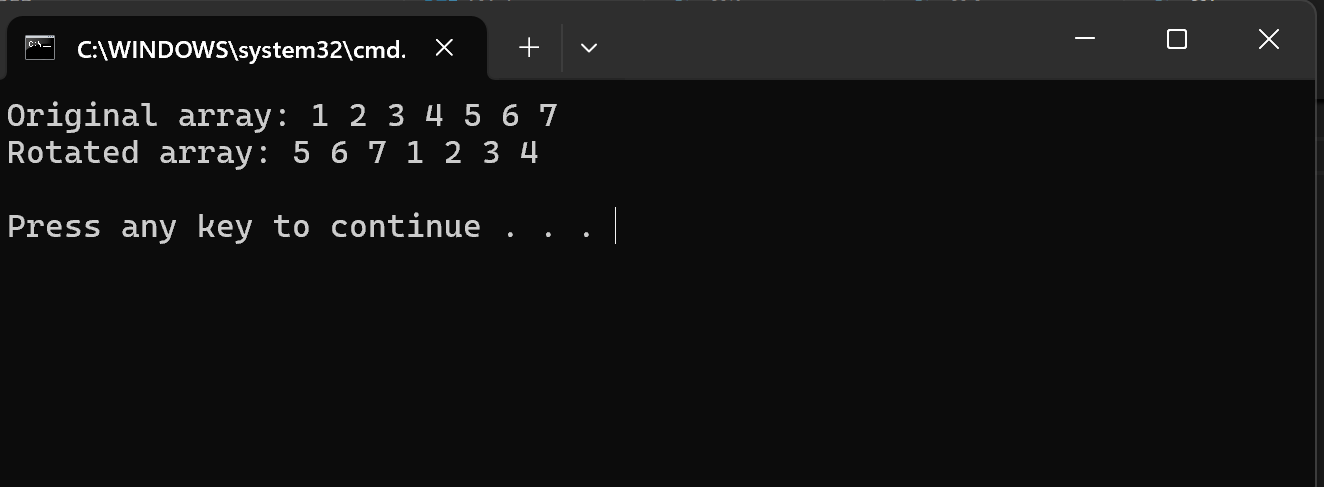 C:\WINDOWS\system32\cmd.
Original array: 1 2 3 4 5 6 7
Rotated array: 5 6 7 1 2 3 4
Press any key to continue . . .